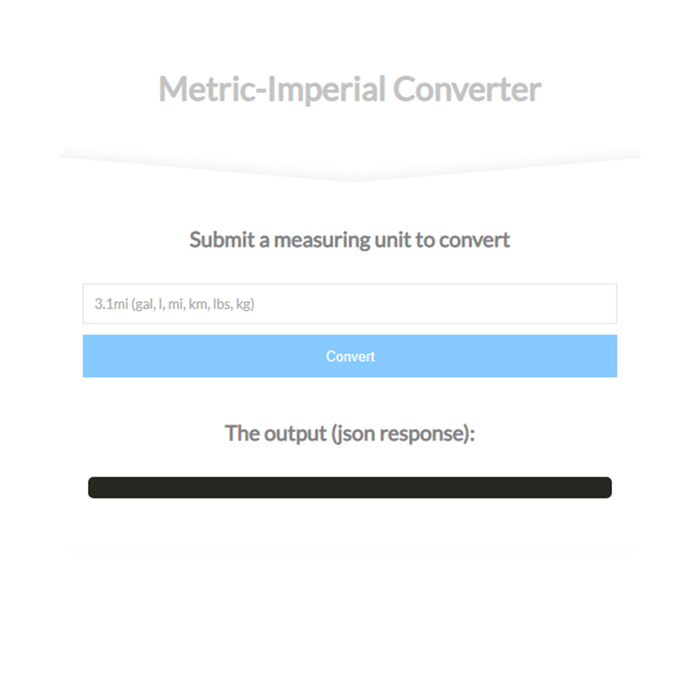 Metric-Imperial Converter
Submit a measuring unit to convert
3.1mi (gal, l, mi, km, lbs, kg)
Convert
The output (json response):